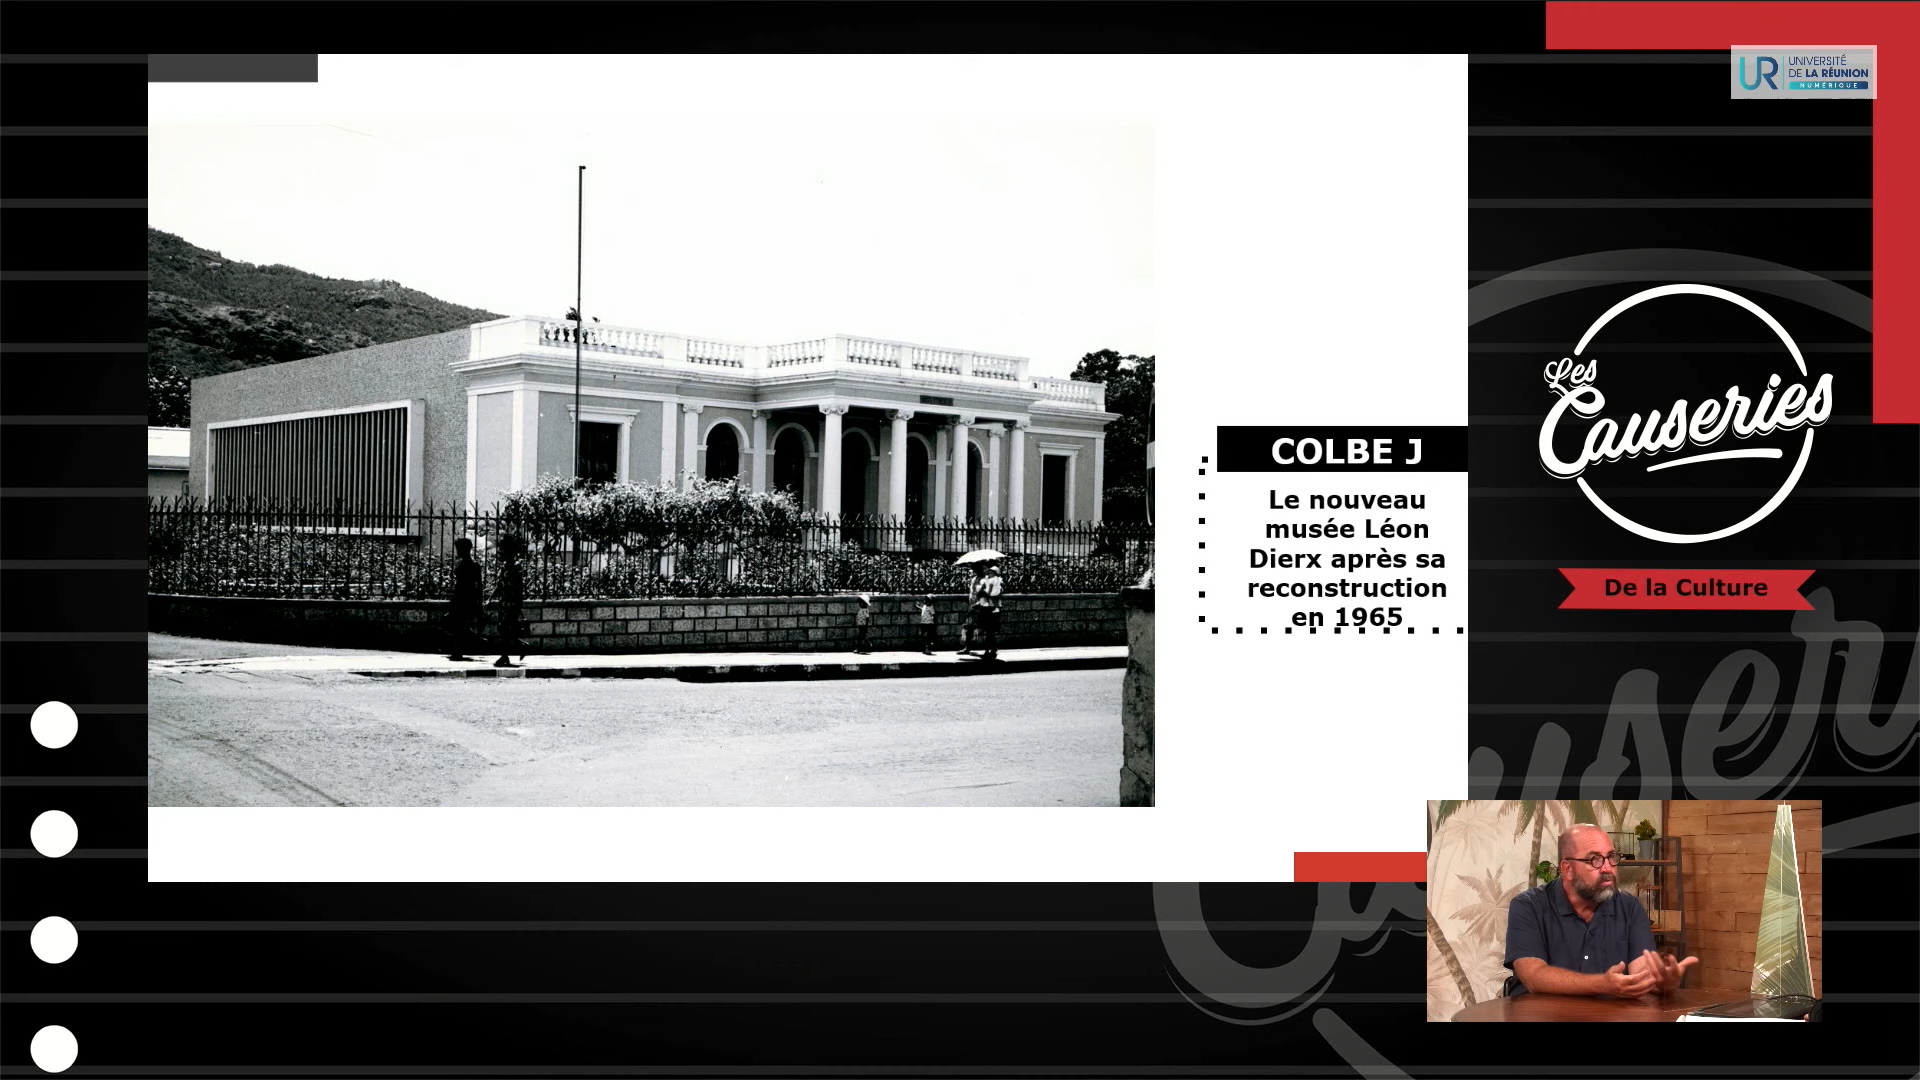 UR
UNIVERSITÉ
DE LA RÉUNION
NUMÉRIQUE
Les
Causeries
De la Culture
COLBE J
Le nouveau
musée Léon
Dierx après sa
reconstruction
en 1965